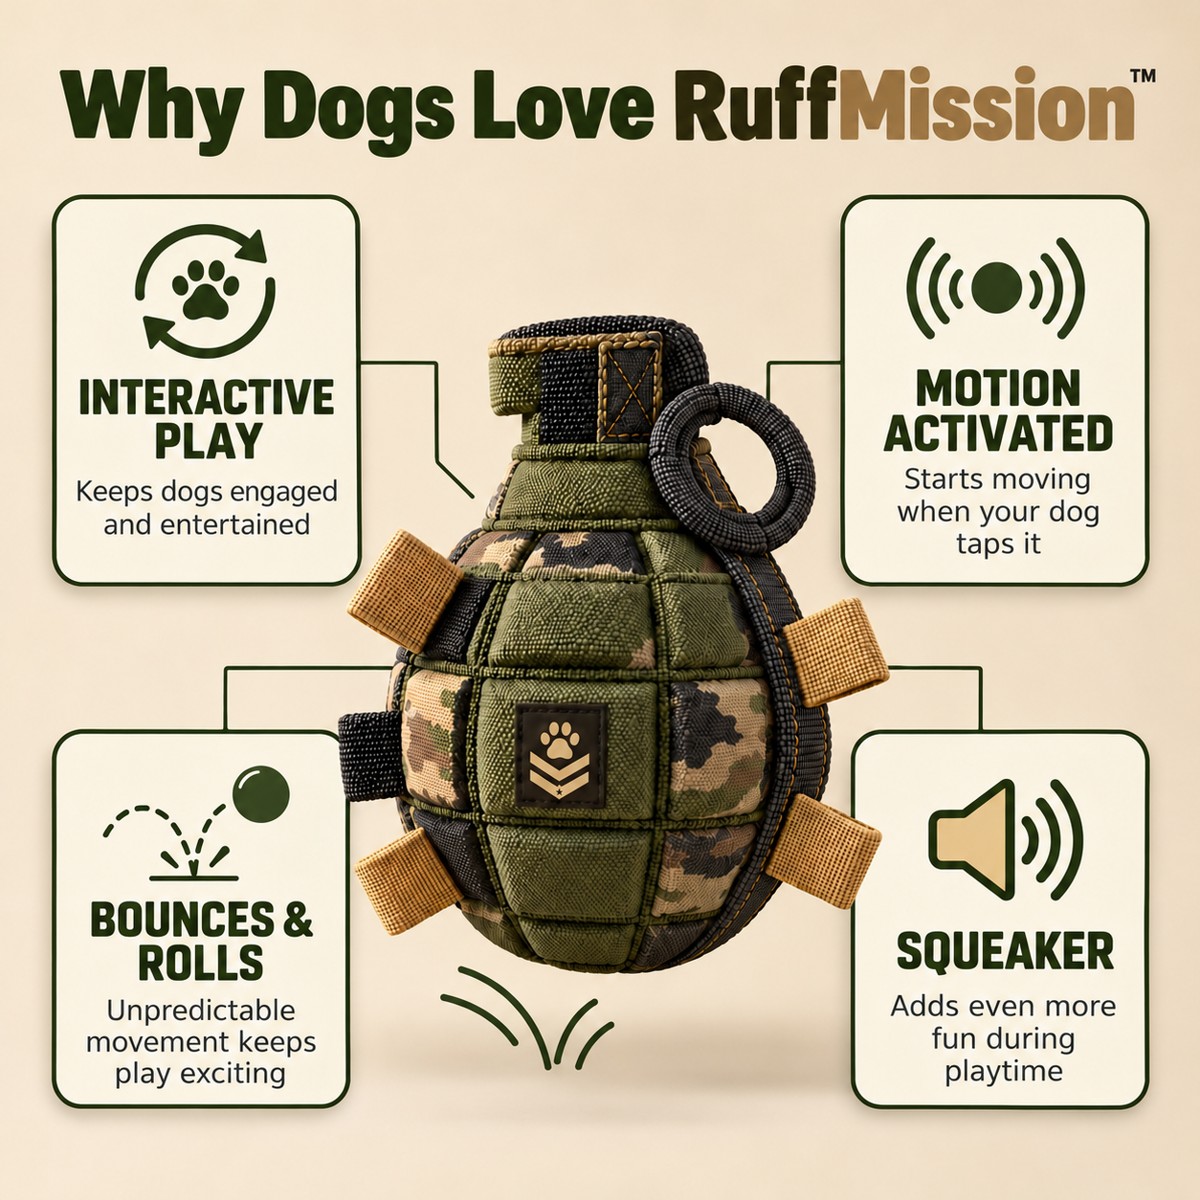 Why Dogs Love RuffMission™
INTERACTIVE
PLAY
Keeps dogs engaged
and entertained
MOTION
ACTIVATED
Starts moving
when your dog
taps it
BOUNCES &
ROLLS
Unpredictable
movement keeps
play exciting
SQUEAKER
Adds even more
fun during
playtime